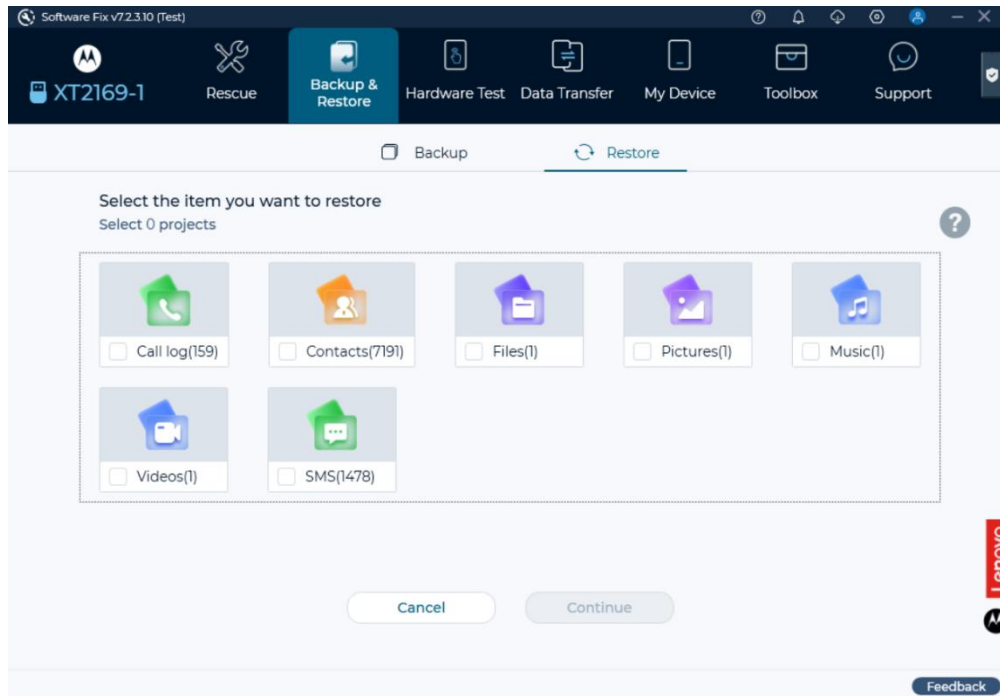 Software Fix v7.2.3.10 (Test)
XT2169-1
Rescue
Backup &
Restore
Hardware Test
Data Transfer
My Device
Toolbox
Support
Backup
Restore
Select the item you want to restore
Select 0 projects
?
Call log(159)
Contacts(7191)
Files(1)
Pictures(1)
Music(1)
Videos(1)
SMS(1478)
Lenovo
Cancel
Continue
Feedback